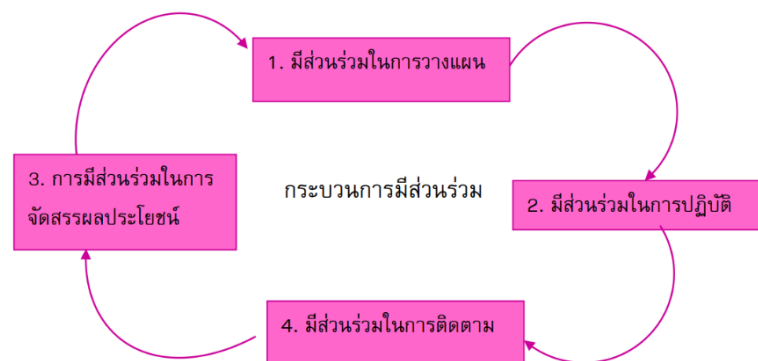 1. มีส่วนร่วมในการวางแผน
3. การมีส่วนร่วมในการ
จัดสรรผลประโยชน์
กระบวนการมีส่วนร่วม
2. มีส่วนร่วมในการปฏิบัติ
4. มีส่วนร่วมในการติดตาม